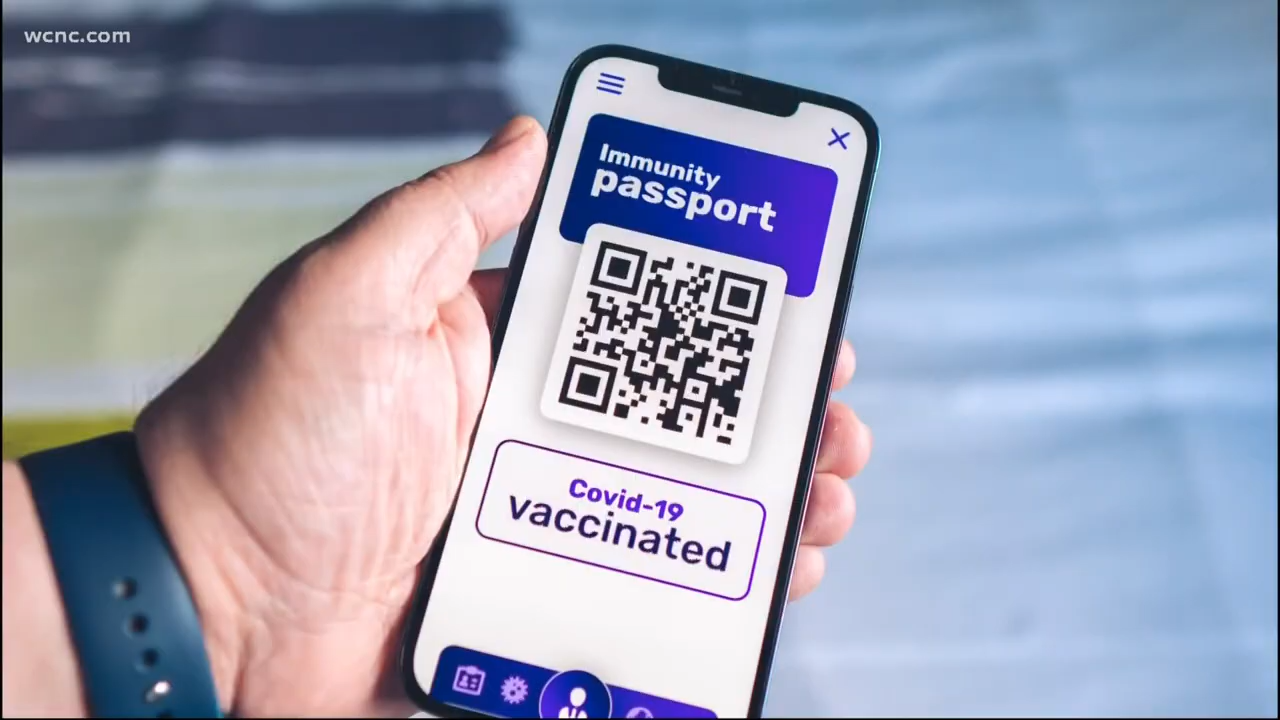 wcnc.com
Immunity
passport
Covid-19
vaccinated